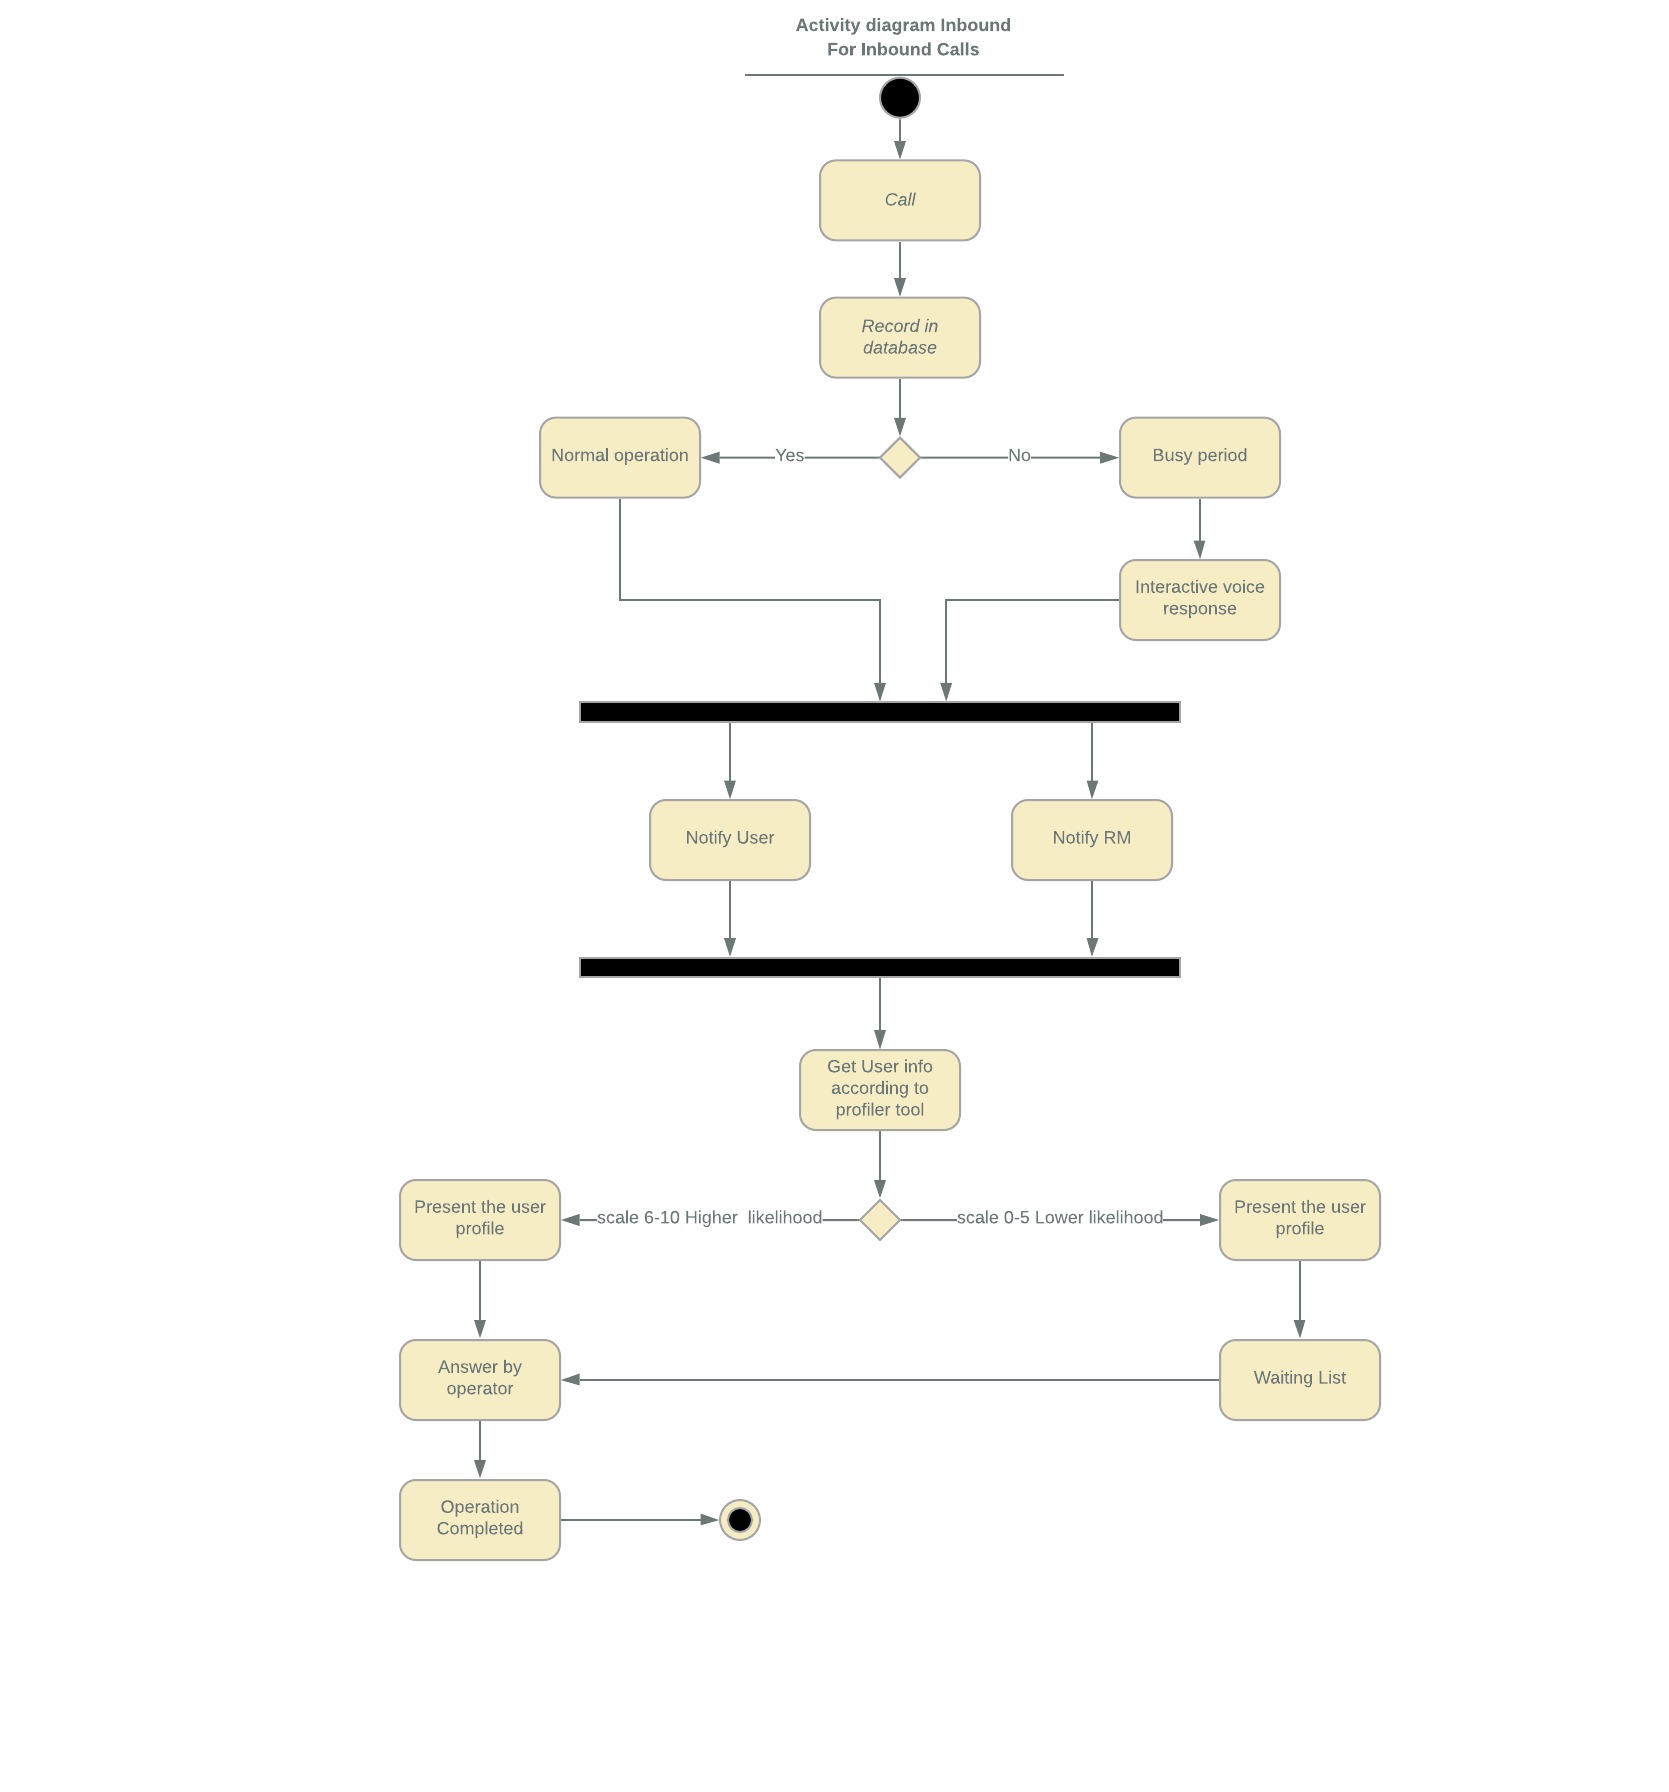 Activity diagram Inbound
For Inbound Calls
Call
Record in
database
Normal operation
Yes
No
Busy period
Interactive voice
response
Notify User
Notify RM
Get User info
according to
profiler tool
Present the user
profile
scale 6-10 Higher  likelihood
scale 0-5 Lower likelihood
Present the user
profile
Answer by
operator
Waiting List
Operation
Completed